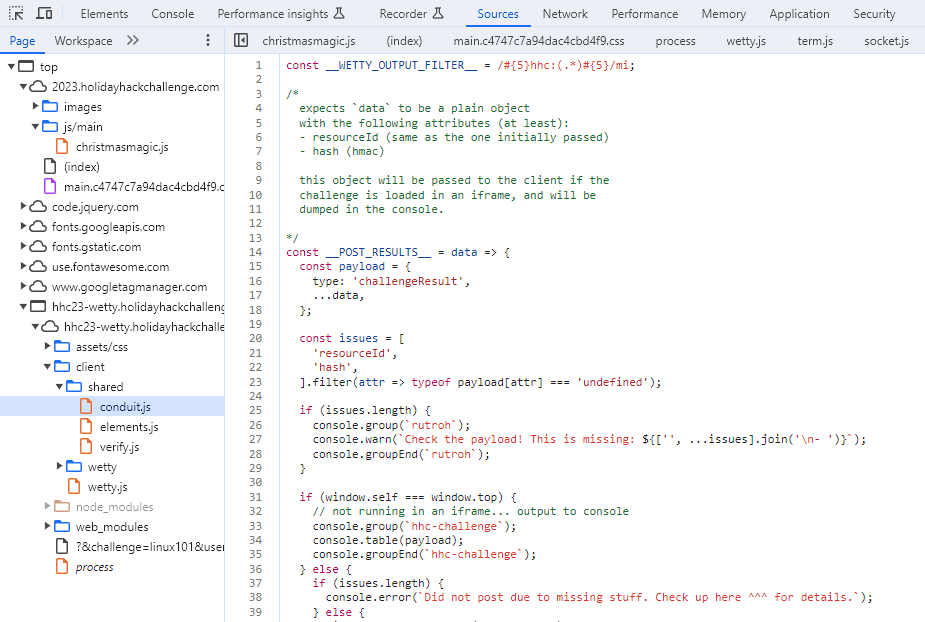 Elements Console Performance insights Recorder Sources Network Performance Memory Application Security
Page Workspace christmasmagic.js (index) main.c4747c7a94dac4cbd4f9.css process wetty.js term.js socket.js
top
2023.holidayhackchallenge.com
images
js/main
christmasmagic.js
(index)
main.c4747c7a94dac4cbd4f9.c
code.jquery.com
fonts.googleapis.com
fonts.gstatic.com
use.fontawesome.com
www.googletagmanager.com
hhc23-wetty.holidayhackchalleng
hhc23-wetty.holidayhackchalle
assets/css
client
shared
conduit.js
elements.js
verify.js
wetty
wetty.js
node_modules
web_modules
?&challenge=linux101&user
process
1 const __WETTY_OUTPUT_FILTER__ = /#{5}hhc:(.*)#{5}/mi;
2
3 /*
4 expects `data` to be a plain object
5 with the following attributes (at least):
6 - resourceId (same as the one initially passed)
7 - hash (hmac)
8
9 this object will be passed to the client if the
10 challenge is loaded in an iframe, and will be
11 dumped in the console.
12
13 */
14 const __POST_RESULTS__ = data => {
15 const payload = {
16 type: 'challengeResult',
17 ...data,
18 };
19
20 const issues = [
21 'resourceId',
22 'hash',
23 ].filter(attr => typeof payload[attr] === 'undefined');
24
25 if (issues.length) {
26 console.group(`rutroh`);
27 console.warn(`Check the payload! This is missing: ${['', ...issues].join('\n- ')}`);
28 console.groupEnd(`rutroh`);
29 }
30
31 if (window.self === window.top) {
32 // not running in an iframe... output to console
33 console.group(`hhc-challenge`);
34 console.table(payload);
35 console.groupEnd(`hhc-challenge`);
36 } else {
37 if (issues.length) {
38 console.error(`Did not post due to missing stuff. Check up here ^^^ for details.`);
39 } else {